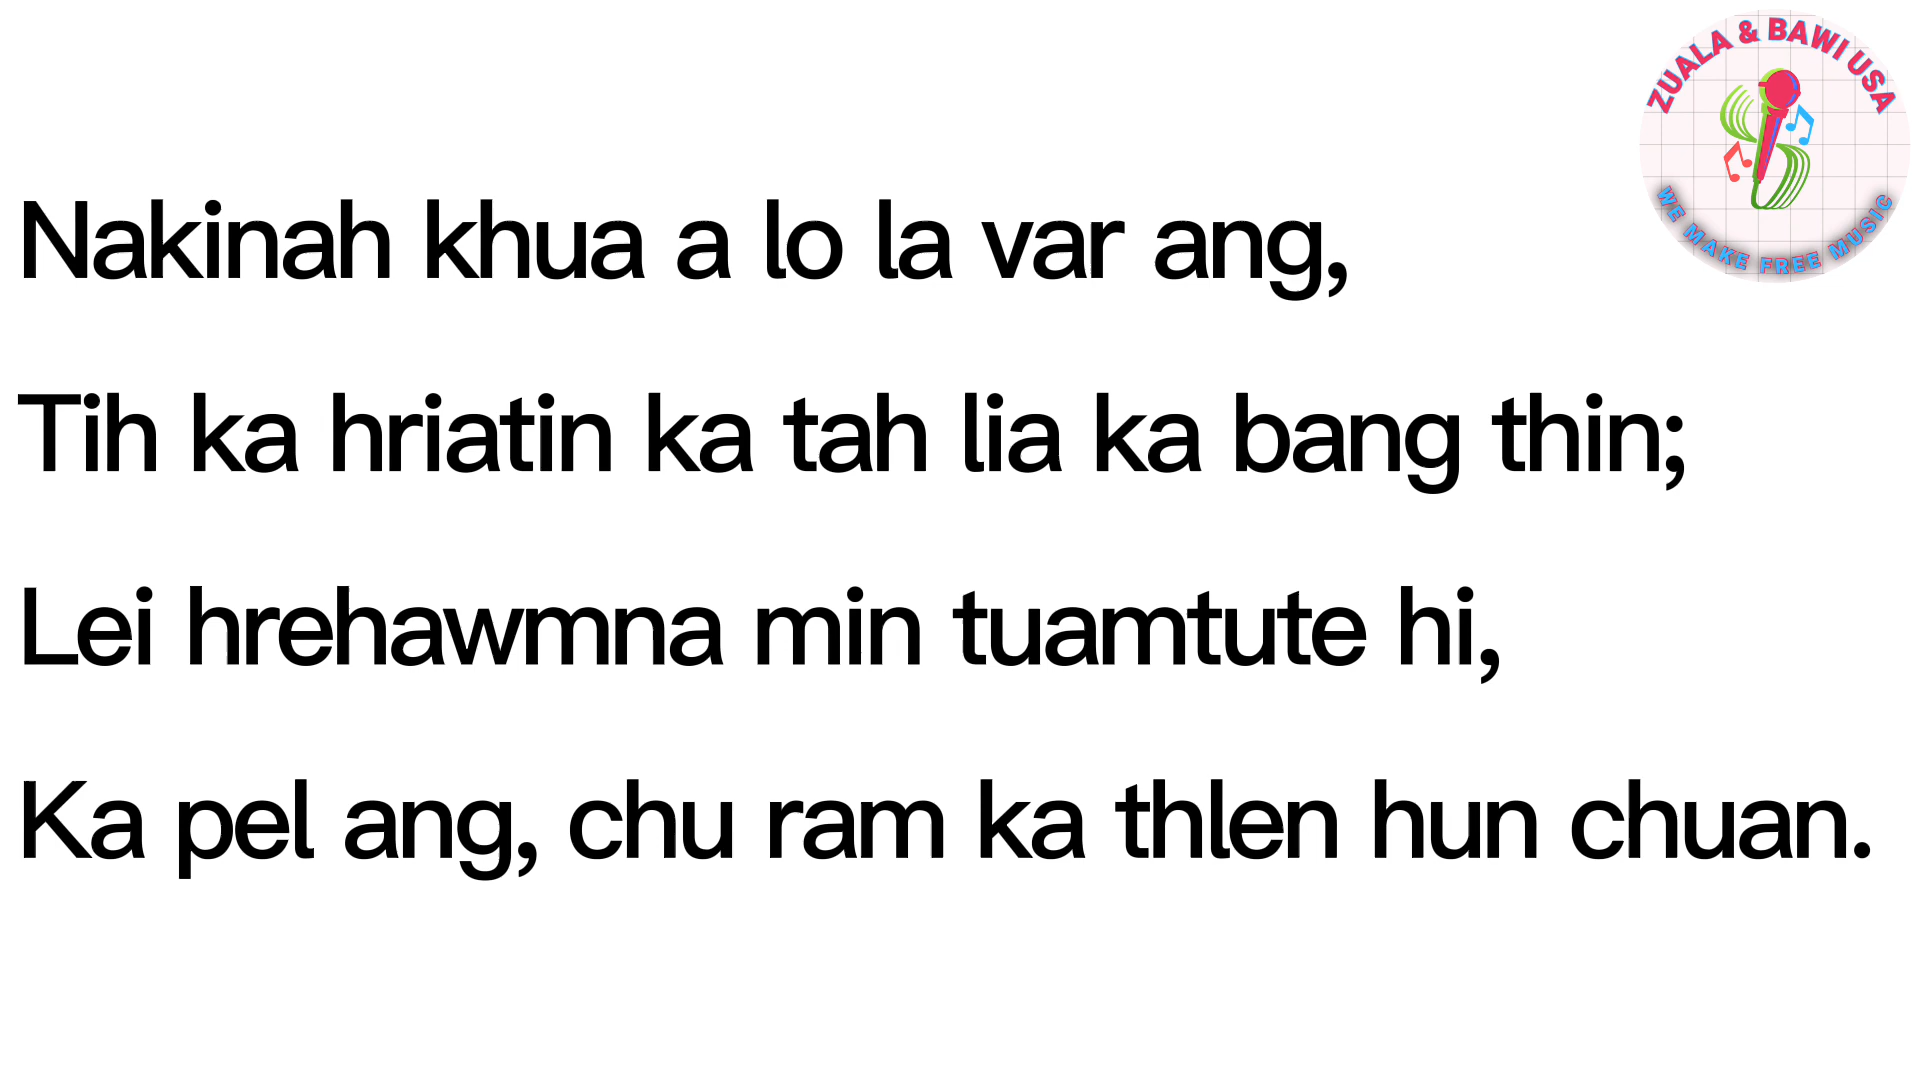 ZUALA & BAWI USA
WE MAKE FREE MUSIC
Nakinah khua a lo la var ang,
Tih ka hriatin ka tah lia ka bang thin;
Lei hrehawmna min tuamtute hi,
Ka pel ang, chu ram ka thlen hun chuan.